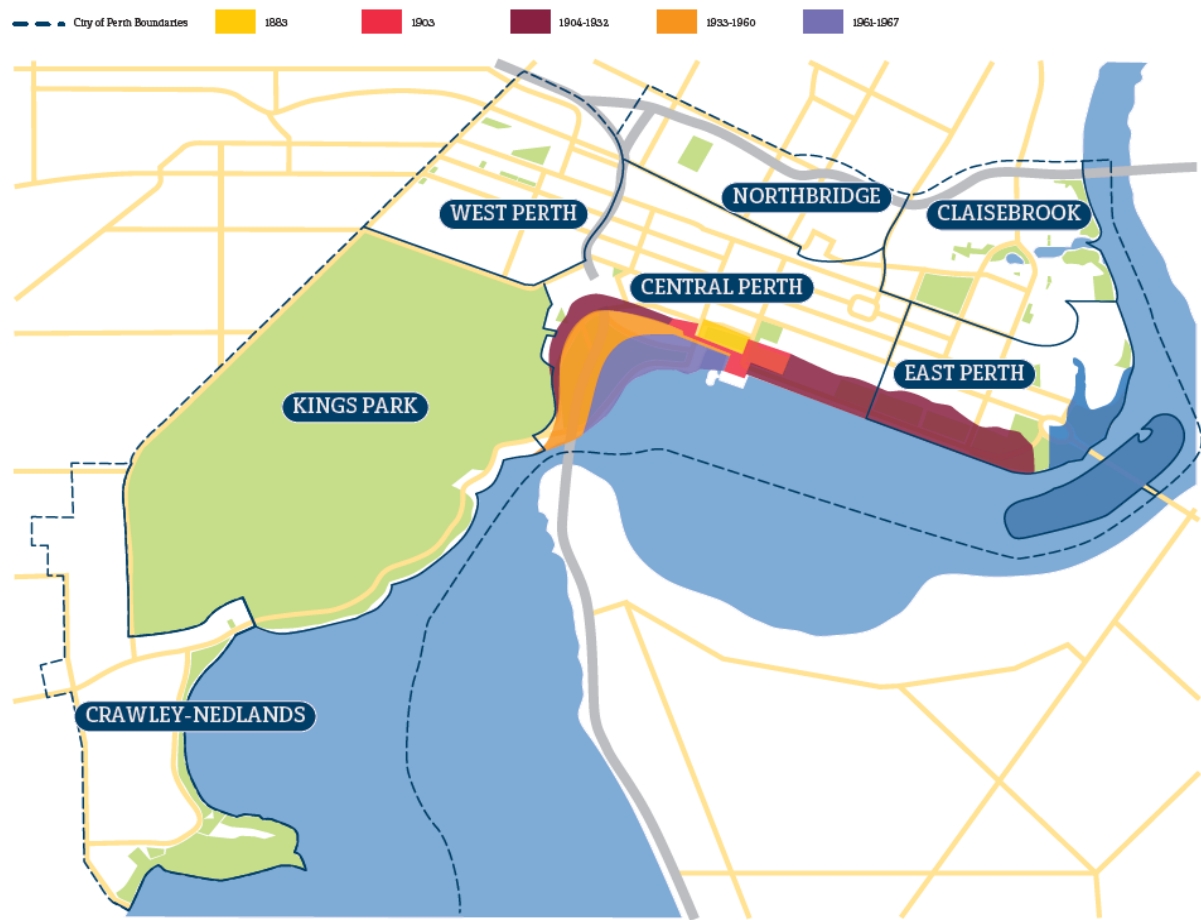 City of Perth Boundaries
1883
1903
1904-1932
1933-1960
1961-1967
NORTHBRIDGE
WEST PERTH
CLAISEBROOK
CENTRAL PERTH
EAST PERTH
KINGS PARK
CRAWLEY-NEDLANDS